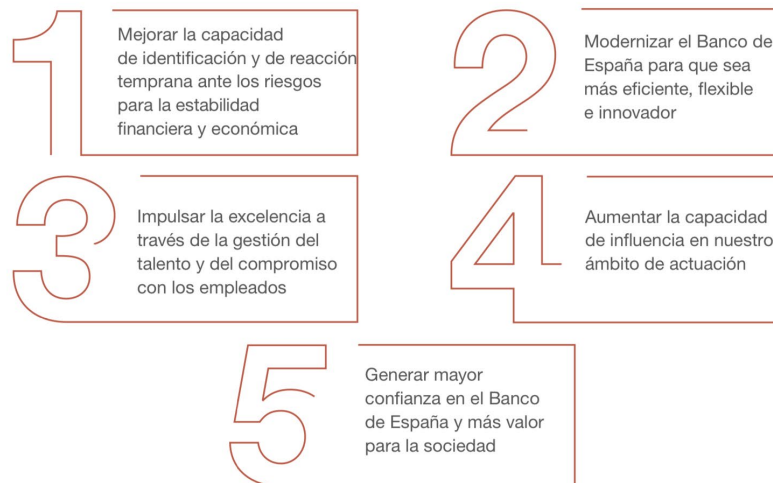 1
Mejorar la capacidad
de identificación y de reacción
temprana ante los riesgos
para la estabilidad
financiera y económica
2
Modernizar el Banco de
España para que sea
más eficiente, flexible
e innovador
3
Impulsar la excelencia a
través de la gestión del
talento y del compromiso
con los empleados
4
Aumentar la capacidad
de influencia en nuestro
ámbito de actuación
5
Generar mayor
confianza en el Banco
de España y más valor
para la sociedad